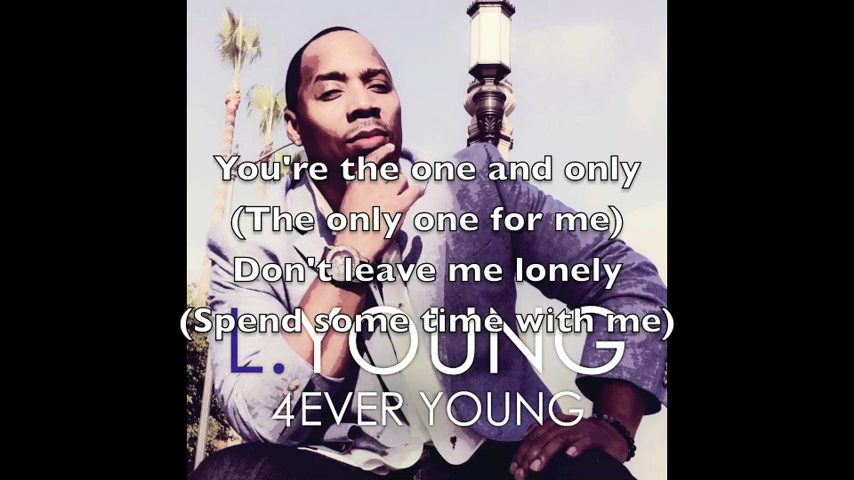 You're the one and only
(The only one for me)
Don't leave me lonely
(Spend some time with me)
L.YOUNG
4EVER YOUNG